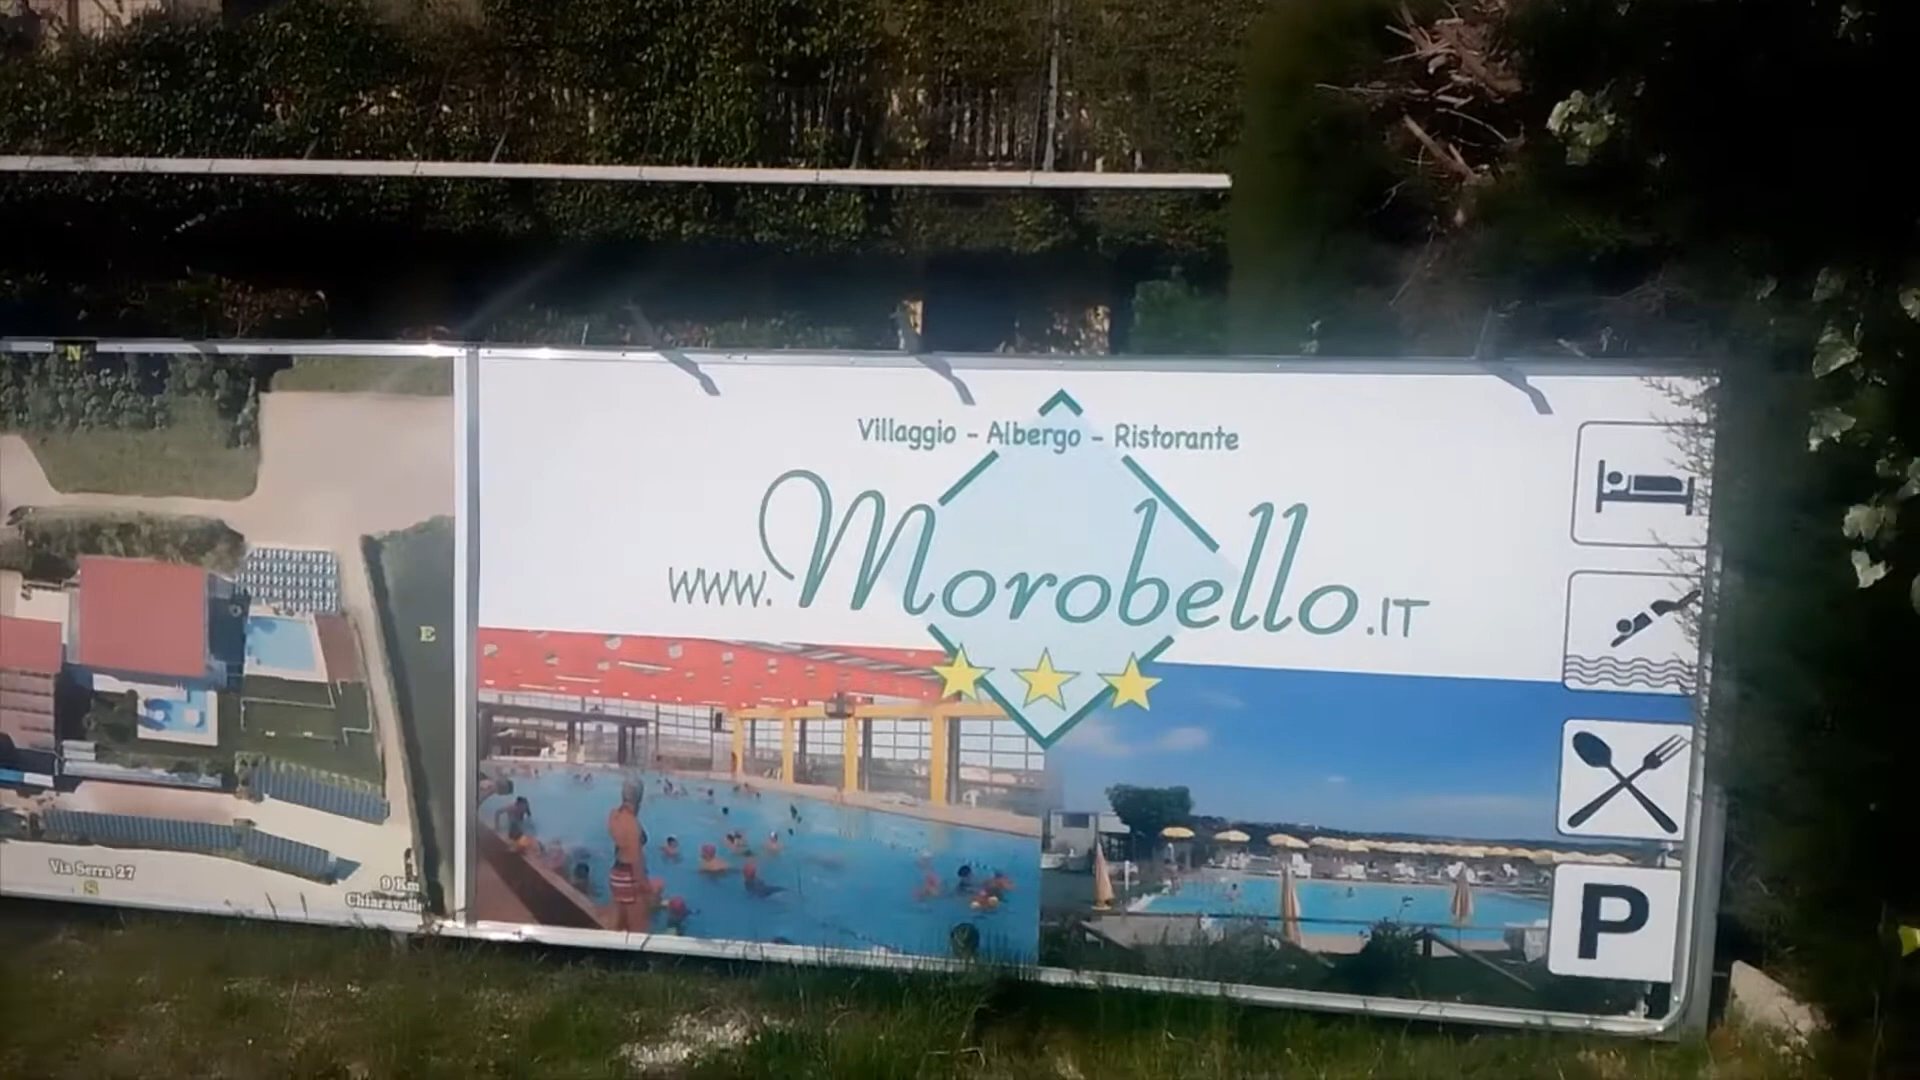 N
E
Via Serra 27
S
9 Km
Chiaravalle
Villaggio - Albergo - Ristorante
www.Morobello.IT
P